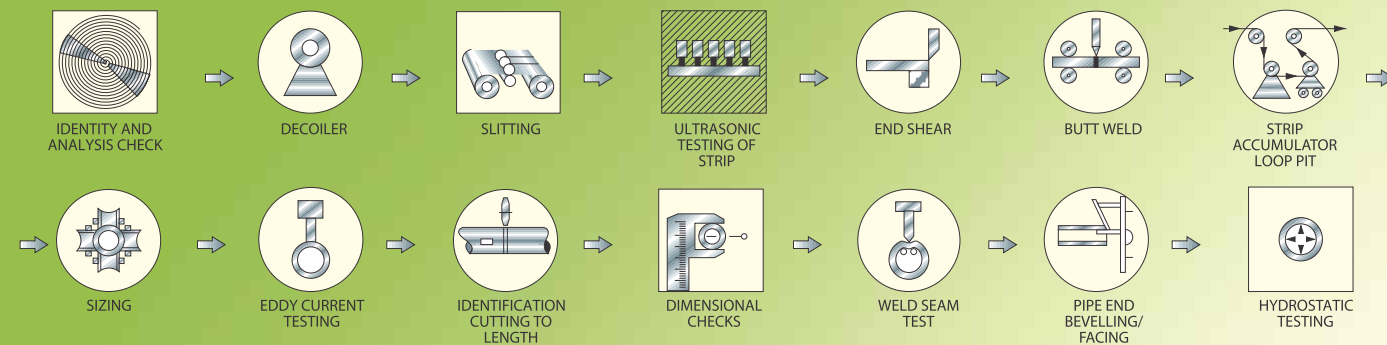 IDENTITY AND
ANALYSIS CHECK
DECOILER
SLITTING
ULTRASONIC
TESTING OF
STRIP
END SHEAR
BUTT WELD
STRIP
ACCUMULATOR
LOOP PIT
SIZING
EDDY CURRENT
TESTING
IDENTIFICATION
CUTTING TO
LENGTH
DIMENSIONAL
CHECKS
WELD SEAM
TEST
PIPE END
BEVELLING/
FACING
HYDROSTATIC
TESTING